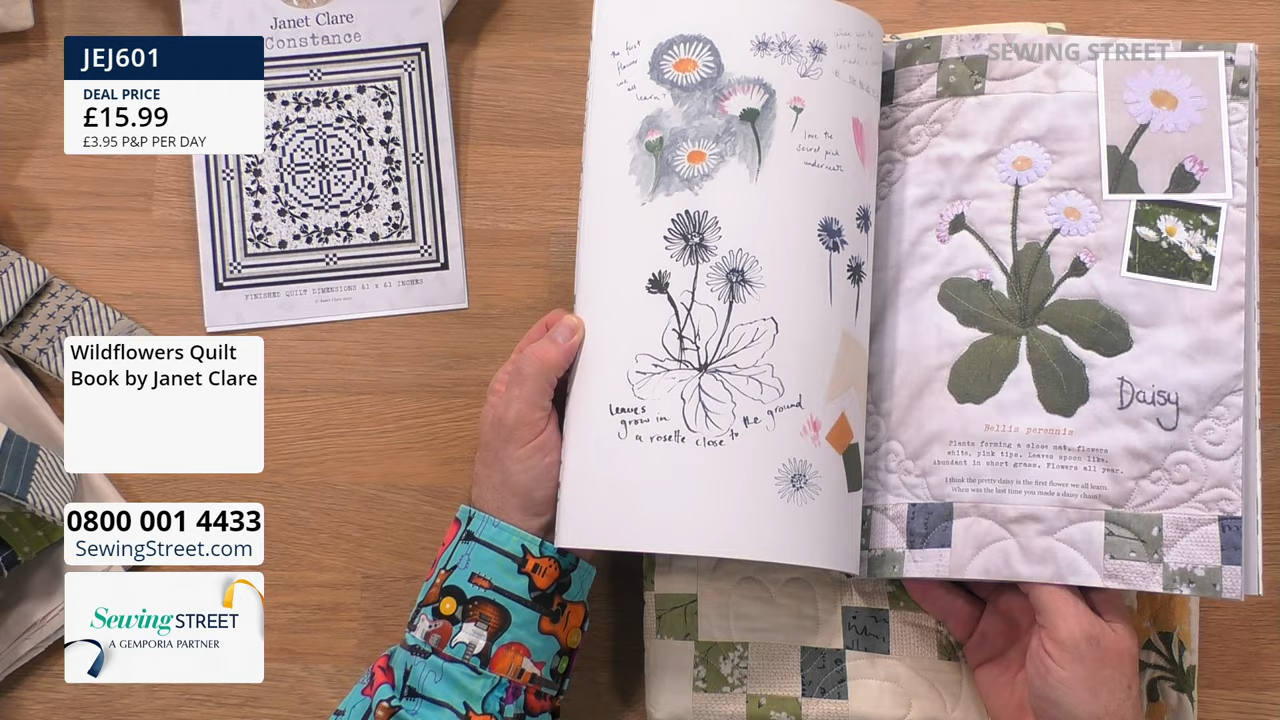 JEJ601
DEAL PRICE
£15.99
£3.95 P&P PER DAY
Janet Clare
Constance
FINISHED QUILT DIMENSIONS 61 x 61 INCHES
Wildflowers Quilt
Book by Janet Clare
0800 001 4433
SewingStreet.com
Sewing STREET
A GEMPORIA PARTNER
SEWING STREET
the first
flower
we all
learn?
love the
secret pink
underneath
leaves
grow in
a rosette close to
the ground
Daisy
Bellis perennis
Plants forming a close mat, flowers
white, pink tips. Leaves spoon like.
Abundant in short grass. Flowers all year.
I think the pretty daisy is the first flower we all learn.
When was the last time you made a daisy chain?